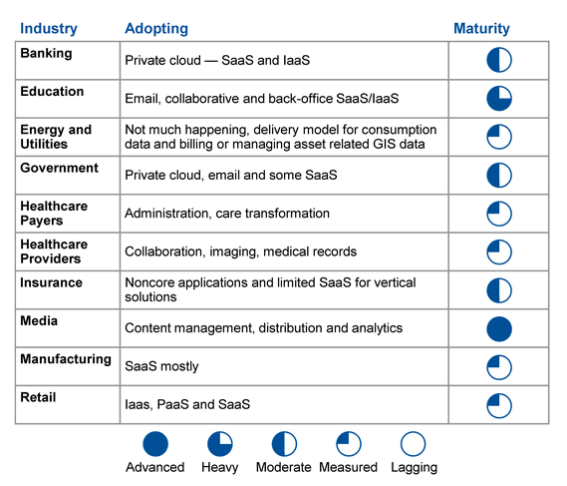 Industry Adopting Maturity
Banking
Private cloud — SaaS and IaaS
Education
Email, collaborative and back-office SaaS/IaaS
Energy and
Utilities
Not much happening, delivery model for consumption
data and billing or managing asset related GIS data
Government
Private cloud, email and some SaaS
Healthcare
Payers
Administration, care transformation
Healthcare
Providers
Collaboration, imaging, medical records
Insurance
Noncore applications and limited SaaS for vertical
solutions
Media
Content management, distribution and analytics
Manufacturing
SaaS mostly
Retail
Iaas, PaaS and SaaS
Advanced Heavy Moderate Measured Lagging